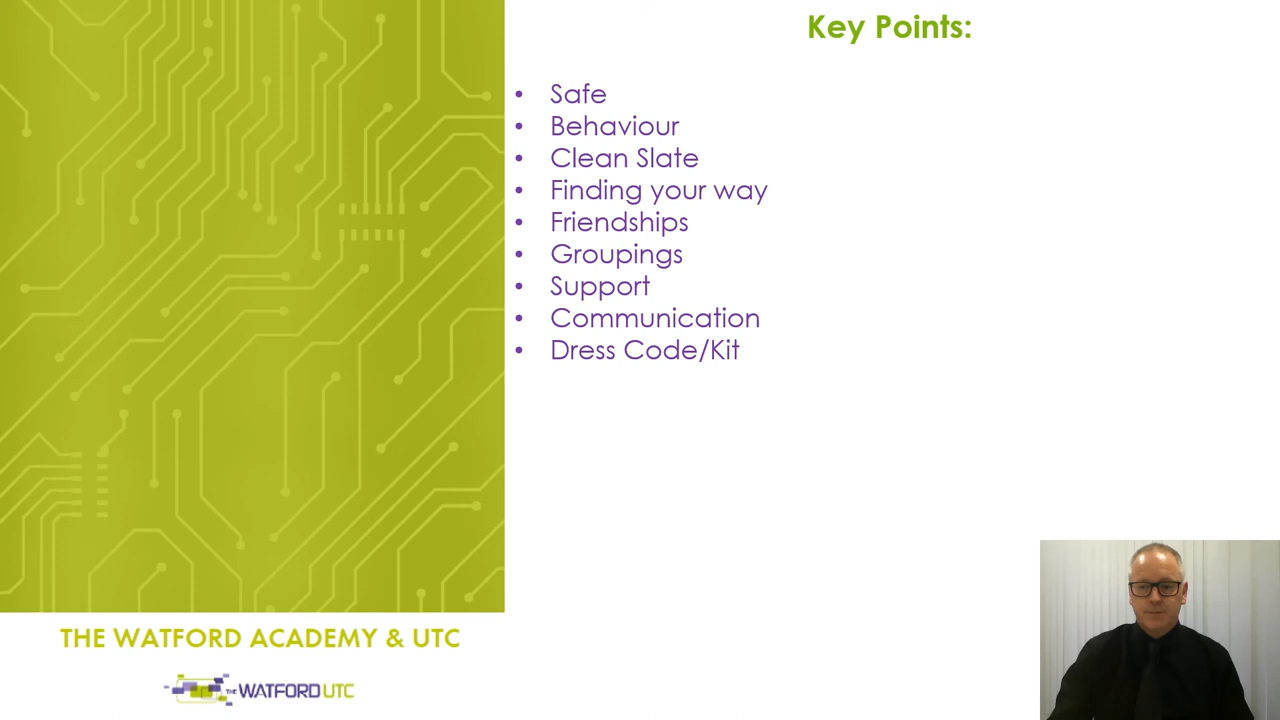 Key Points:
• Safe
• Behaviour
• Clean Slate
• Finding your way
• Friendships
• Groupings
• Support
• Communication
• Dress Code/Kit
THE WATFORD ACADEMY & UTC
THE WATFORD UTC